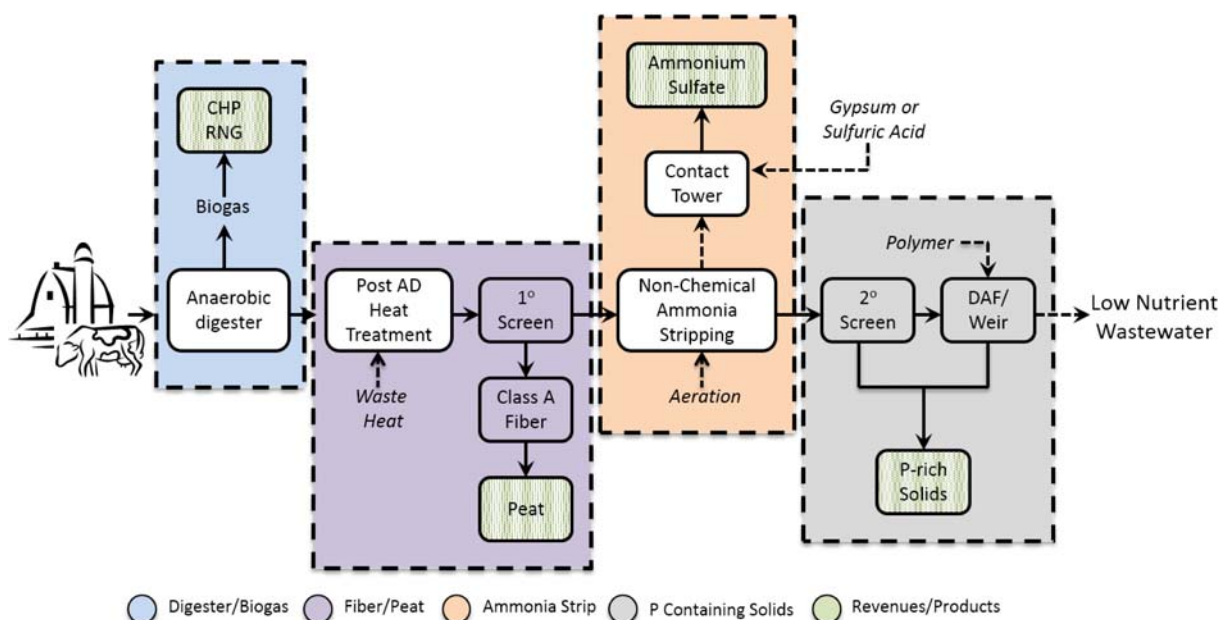 CHP
RNG
Biogas
Anaerobic
digester
Post AD
Heat
Treatment
Waste
Heat
1º
Screen
Class A
Fiber
Peat
Ammonium
Sulfate
Contact
Tower
Gypsum or
Sulfuric Acid
Non-Chemical
Ammonia
Stripping
Aeration
2º
Screen
Polymer
DAF/
Weir
P-rich
Solids
Low Nutrient
Wastewater
Digester/Biogas
Fiber/Peat
Ammonia Strip
P Containing Solids
Revenues/Products